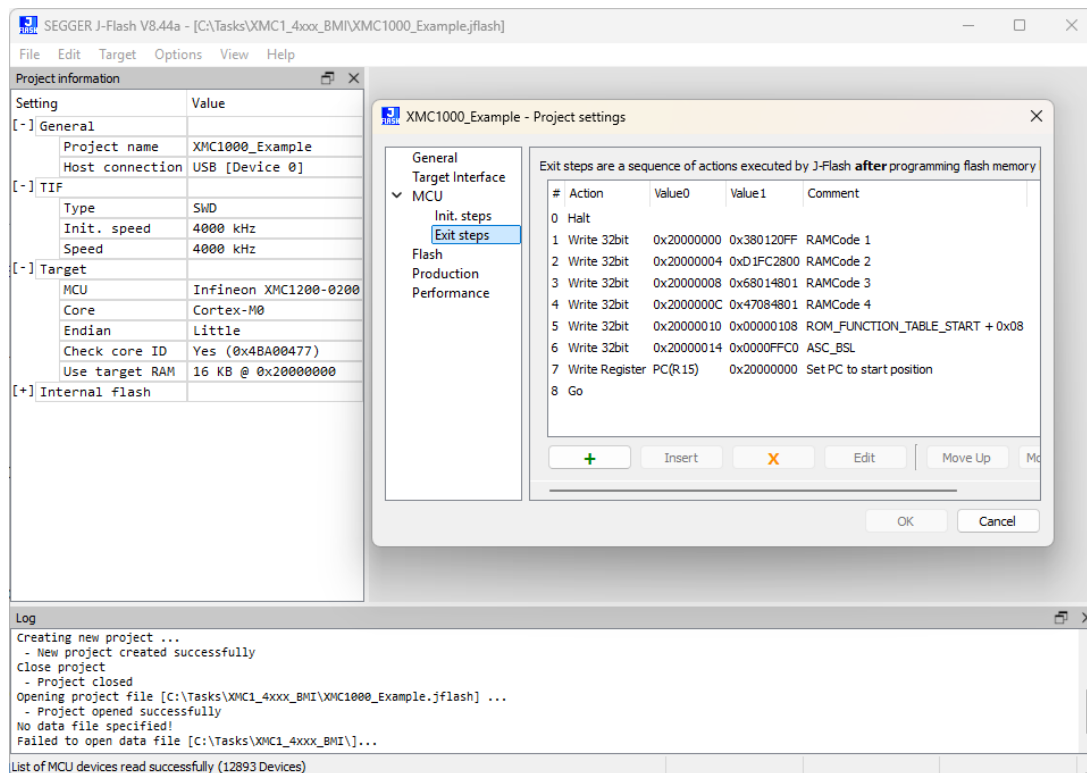 SEGGER J-Flash V8.44a - [C:\Tasks\XMC1_4xxx_BMI\XMC1000_Example.jflash]
File Edit Target Options View Help
Project information
Setting Value
[-] General
Project name XMC1000_Example
Host connection USB [Device 0]
[-] TIF
Type SWD
Init. speed 4000 kHz
Speed 4000 kHz
[-] Target
MCU Infineon XMC1200-0200
Core Cortex-M0
Endian Little
Check core ID Yes (0x4BA00477)
Use target RAM 16 KB @ 0x20000000
[+] Internal flash
XMC1000_Example - Project settings
General
Target Interface
MCU
Init. steps
Exit steps
Flash
Production
Performance
Exit steps are a sequence of actions executed by J-Flash after programming flash memory
# Action Value0 Value1 Comment
0 Halt
1 Write 32bit 0x20000000 0x380120FF RAMCode 1
2 Write 32bit 0x20000004 0xD1FC2800 RAMCode 2
3 Write 32bit 0x20000008 0x68014801 RAMCode 3
4 Write 32bit 0x2000000C 0x47084801 RAMCode 4
5 Write 32bit 0x20000010 0x00000108 ROM_FUNCTION_TABLE_START + 0x08
6 Write 32bit 0x20000014 0x0000FFC0 ASC_BSL
7 Write Register PC(R15) 0x20000000 Set PC to start position
8 Go
+ Insert X Edit Move Up
OK Cancel
Log
Creating new project ...
- New project created successfully
Close project
- Project closed
Opening project file [C:\Tasks\XMC1_4xxx_BMI\XMC1000_Example.jflash] ...
- Project opened successfully
No data file specified!
Failed to open data file [C:\Tasks\XMC1_4xxx_BMI\]...
List of MCU devices read successfully (12893 Devices)